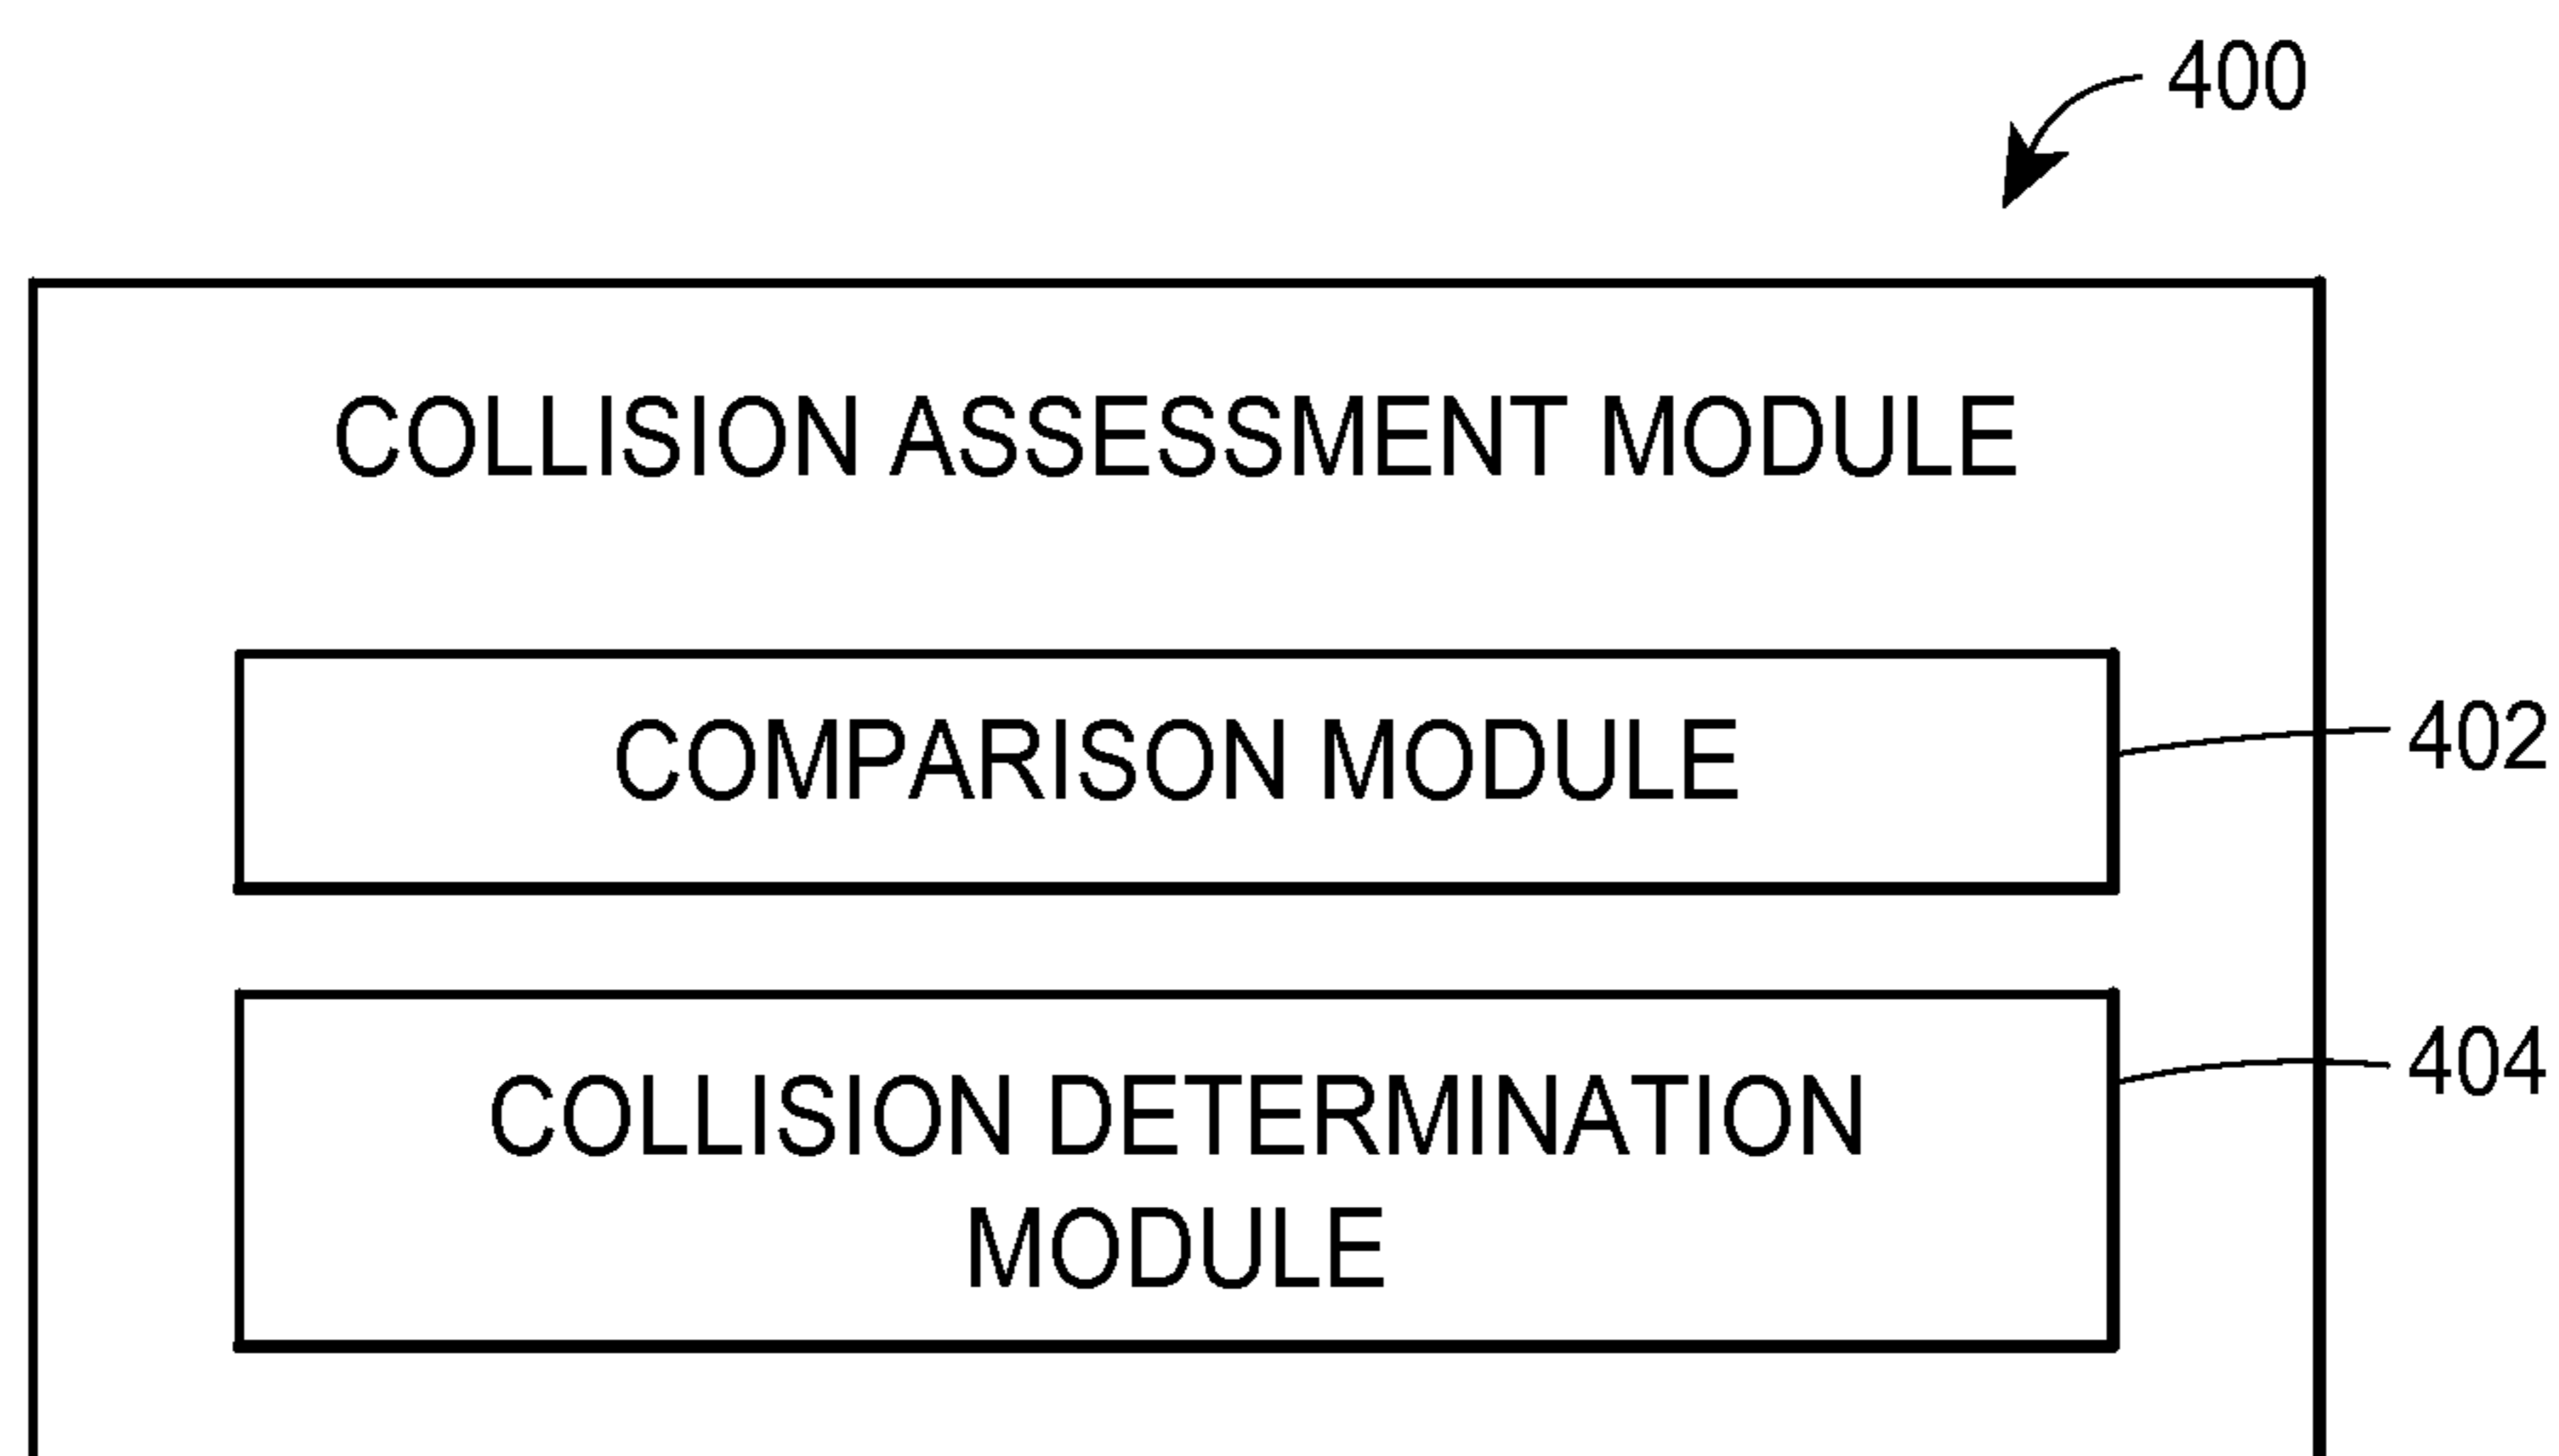 400
COLLISION ASSESSMENT MODULE
COMPARISON MODULE
402
COLLISION DETERMINATION
MODULE
404